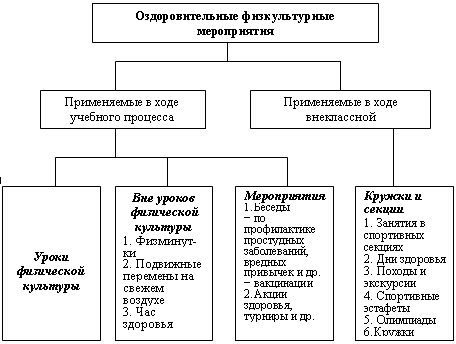 Оздоровительные физкультурные
мероприятия
Применяемые в ходе
учебного процесса
Применяемые в ходе
внеклассной
Уроки
физической
культуры
Вне уроков
физической
культуры
1. Физминут-
ки
2. Подвижные
перемены на
свежем
воздухе
3. Час
здоровья
Мероприятия
1.Беседы
– по
профилактике
простудных
заболеваний,
вредных
привычек и др.
– вакцинации
2.Акции
здоровья,
турниры и др.
Кружки и
секции
1. Занятия в
спортивных
секциях
2. Дни здоровья
3. Походы и
экскурсии
4. Спортивные
эстафеты
5. Олимпиады
6.Кружки